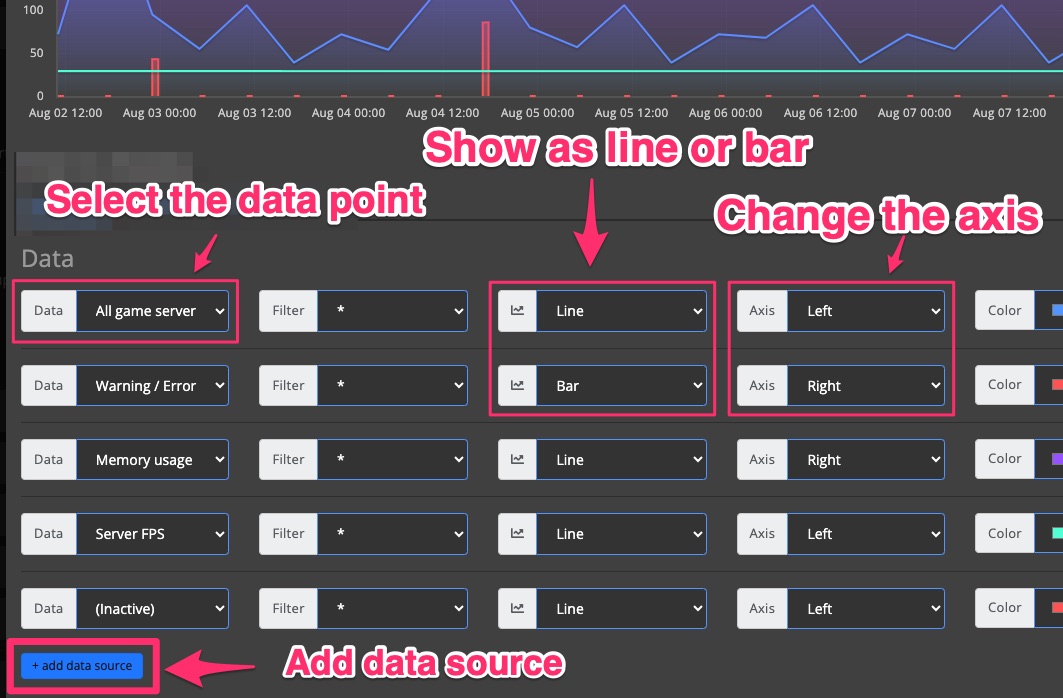 100
50
0
Aug 02 12:00 Aug 03 00:00 Aug 03 12:00 Aug 04 00:00 Aug 04 12:00 Aug 05 00:00 Aug 05 12:00 Aug 06 00:00 Aug 06 12:00 Aug 07 00:00 Aug 07 12:00
Show as line or bar
Select the data point
Change the axis
Data
Data All game server Filter * Line Axis Left Color
Data Warning / Error Filter * Bar Axis Right Color
Data Memory usage Filter * Line Axis Right Color
Data Server FPS Filter * Line Axis Left Color
Data (Inactive) Filter * Line Axis Left Color
+ add data source
Add data source